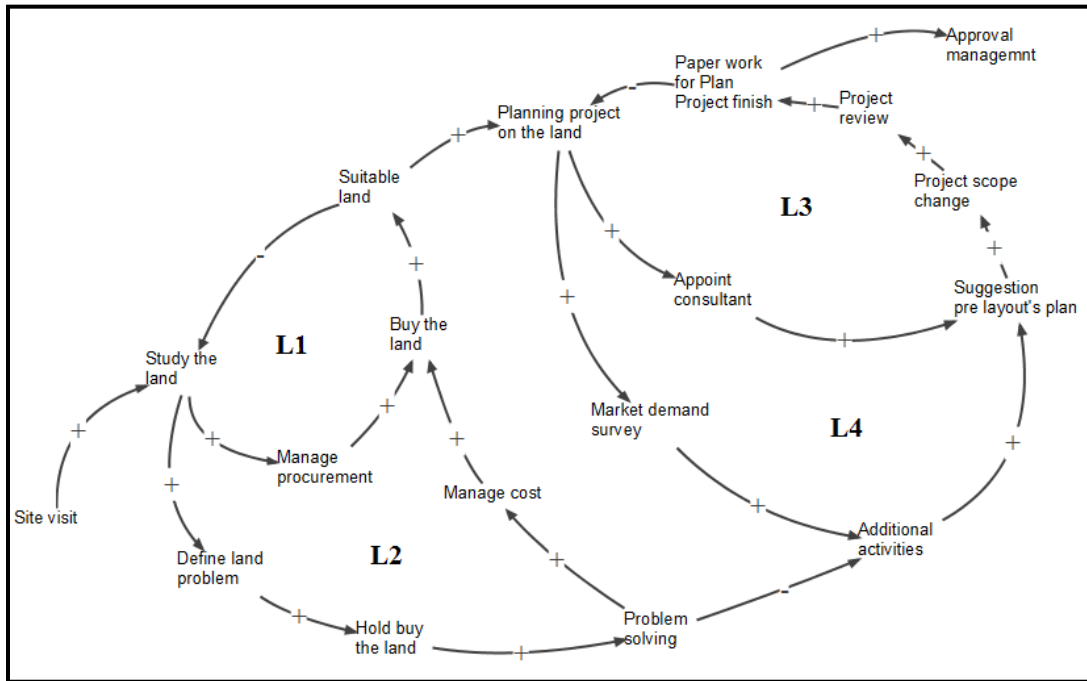 Approval
managemnt
Paper work
for Plan
Project finish
+
-
Project
review
+
Planning project
on the land
+
+
Suitable
land
Project scope
change
L3
+
-
+
+
Appoint
consultant
Suggestion
pre layout's plan
+
Buy the
land
L1
+
Study the
land
+
Market demand
survey
L4
+
+
+
+
Manage
procurement
+
Manage cost
+
+
Site visit
Additional
activities
Define land
problem
L2
+
-
+
Problem
solving
Hold buy
the land
+